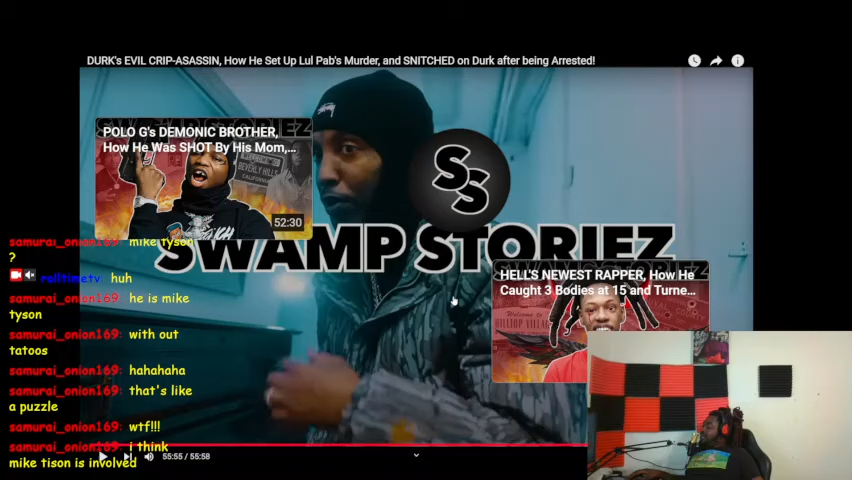 DURK's EVIL CRIP-ASASSIN, How He Set Up Lul Pab's Murder, and SNITCHED on Durk after being Arrested!
POLO G's DEMONIC BROTHER,
How He Was SHOT By His Mom,...
BEVERLY HILLS
52:30
SS
SWAMP STORIEZ
HELL'S NEWEST RAPPER, How He
Caught 3 Bodies at 15 and Turne...
samurai_onion169: mike tyson
?
rolltimetv: huh
samurai_onion169: he is mike
tyson
samurai_onion169: with out
tatoos
samurai_onion169: hahahaha
samurai_onion169: that's like
a puzzle
samurai_onion169: wtf!!!
samurai_onion169: i think
mike tison is involved
55:55 / 55:58